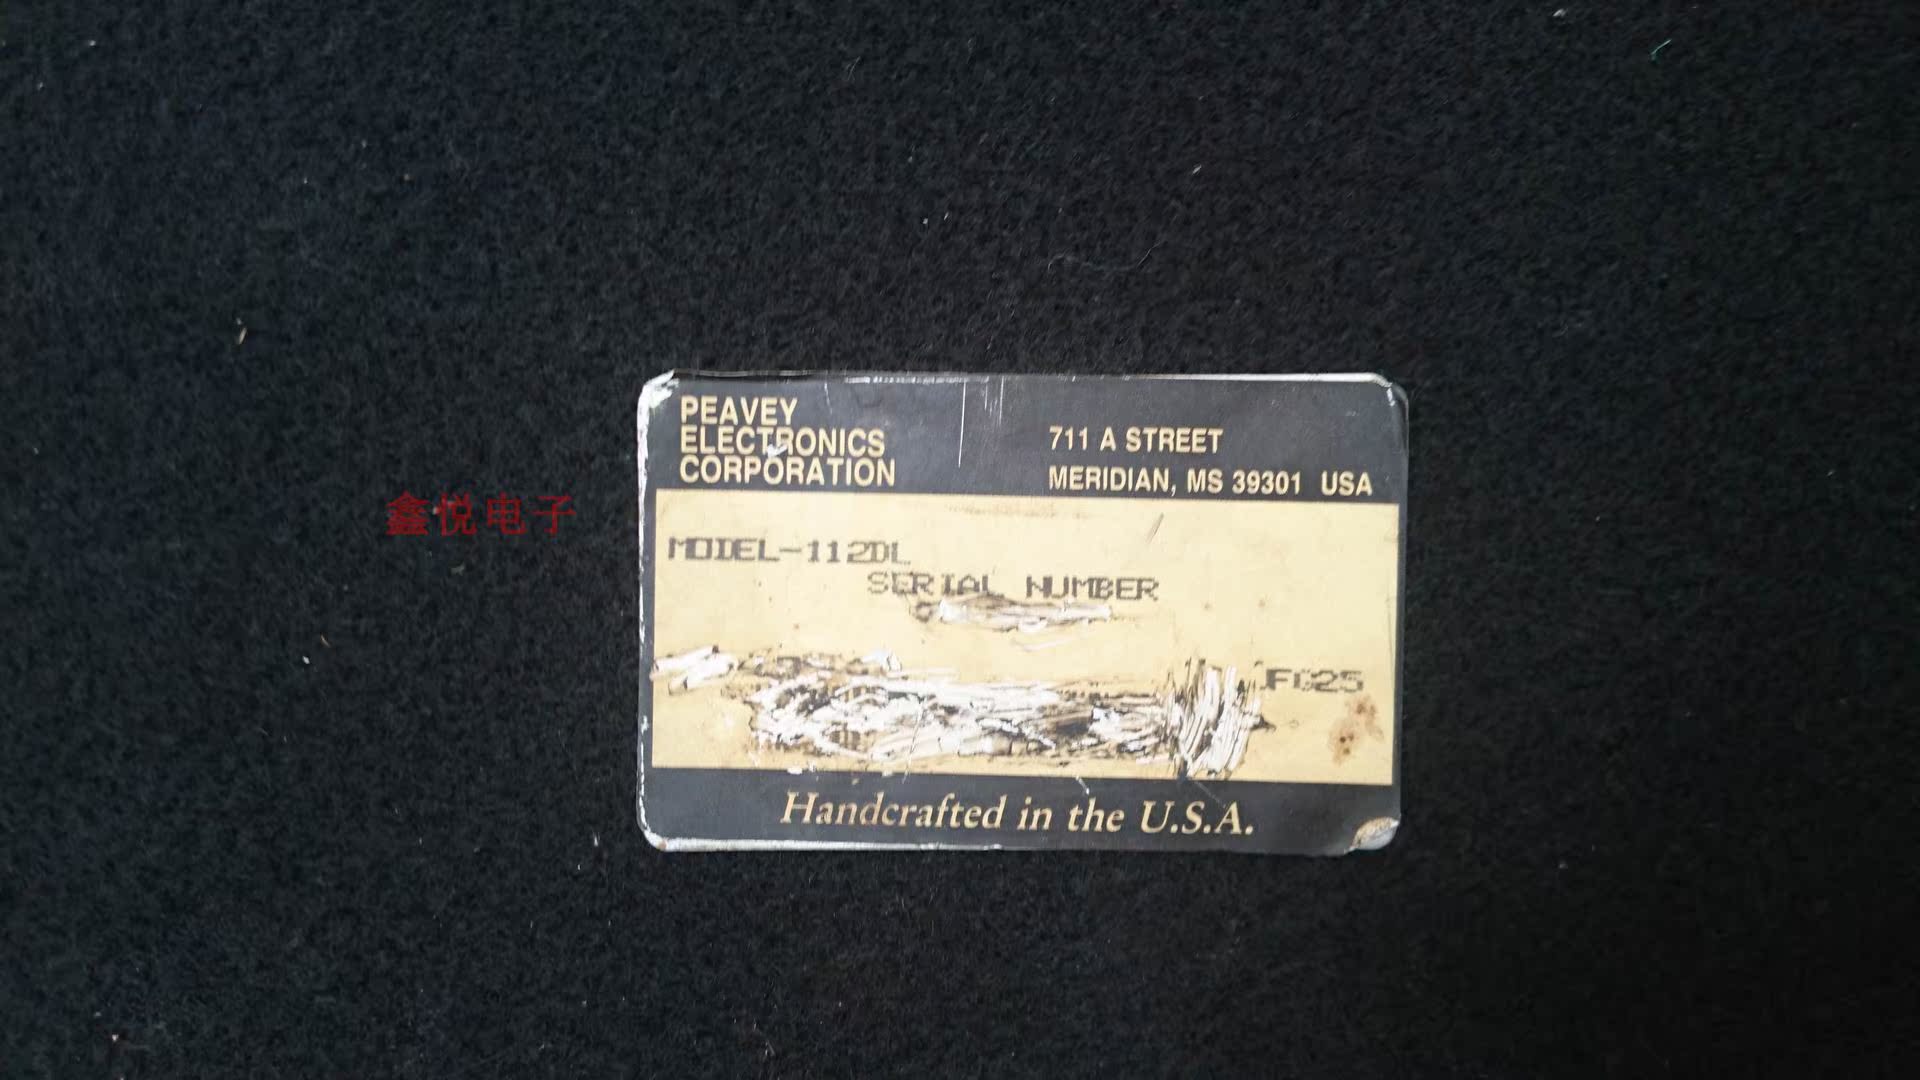 PEAVEY
ELECTRONICS
CORPORATION
711 A STREET
MERIDIAN, MS 39301 USA
鑫悦电子
MODEL-112DL
SERIAL NUMBER
FG25
Handcrafted in the U.S.A.